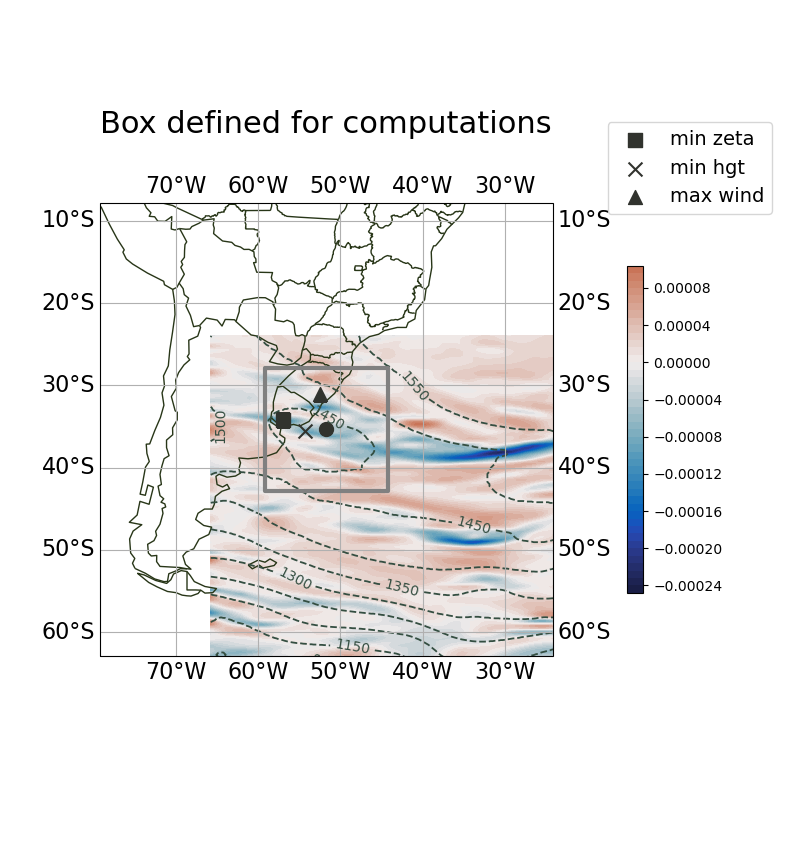 Box defined for computations
min zeta
min hgt
max wind
70°W 60°W 50°W 40°W 30°W
10°S 10°S
20°S 20°S
30°S 30°S
40°S 40°S
50°S 50°S
60°S 60°S
70°W 60°W 50°W 40°W 30°W
1550
1500
1450
1450
1300
1350
1150
0.00008
0.00004
0.00000
−0.00004
−0.00008
−0.00012
−0.00016
−0.00020
−0.00024